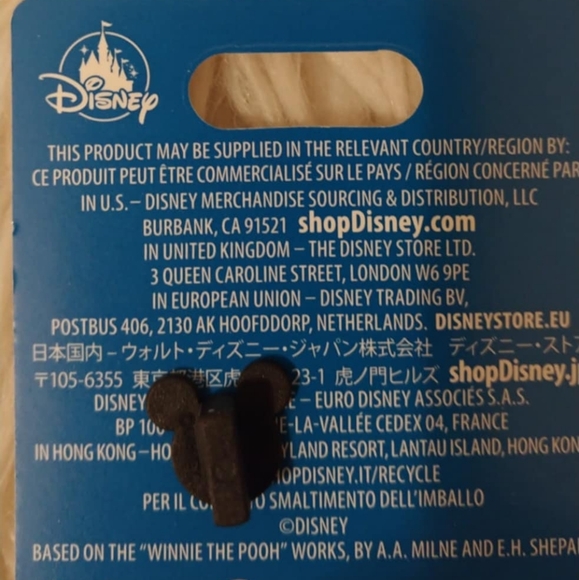 Disney
THIS PRODUCT MAY BE SUPPLIED IN THE RELEVANT COUNTRY/REGION BY:
CE PRODUIT PEUT ÊTRE COMMERCIALISÉ SUR LE PAYS / RÉGION CONCERNÉ PAR
IN U.S.– DISNEY MERCHANDISE SOURCING & DISTRIBUTION, LLC
BURBANK, CA 91521 shopDisney.com
IN UNITED KINGDOM – THE DISNEY STORE LTD.
3 QUEEN CAROLINE STREET, LONDON W6 9PE
IN EUROPEAN UNION – DISNEY TRADING BV,
POSTBUS 406, 2130 AK HOOFDDORP, NETHERLANDS. DISNEYSTORE.EU
日本国内 – ウォルト・ディズニー・ジャパン株式会社 ディズニース
〒105-6355 東京都港区虎 23-1 虎ノ門ヒルズ shopDisney.j
DISNEY – EURO DISNEY ASSOCIÉS S.A.S.
BP 100 E-LA-VALLÉE CEDEX 04, FRANCE
IN HONG KONG – HO YLAND RESORT, LANTAU ISLAND, HONG KON
OPDISNEY.IT/RECYCLE
PER IL SMALTIMENTO DELL'IMBALLO
©DISNEY
BASED ON THE "WINNIE THE POOH" WORKS, BY A.A. MILNE AND E.H. SHEPA